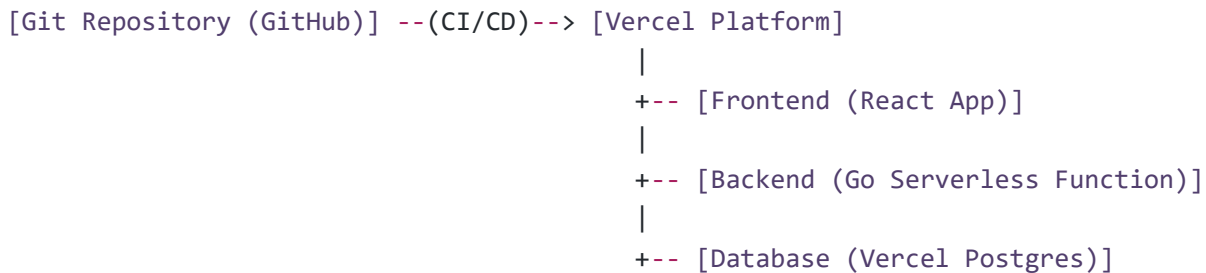 [Git Repository (GitHub)] --(CI/CD)--> [Vercel Platform]
|
+-- [Frontend (React App)]
|
+-- [Backend (Go Serverless Function)]
|
+-- [Database (Vercel Postgres)]